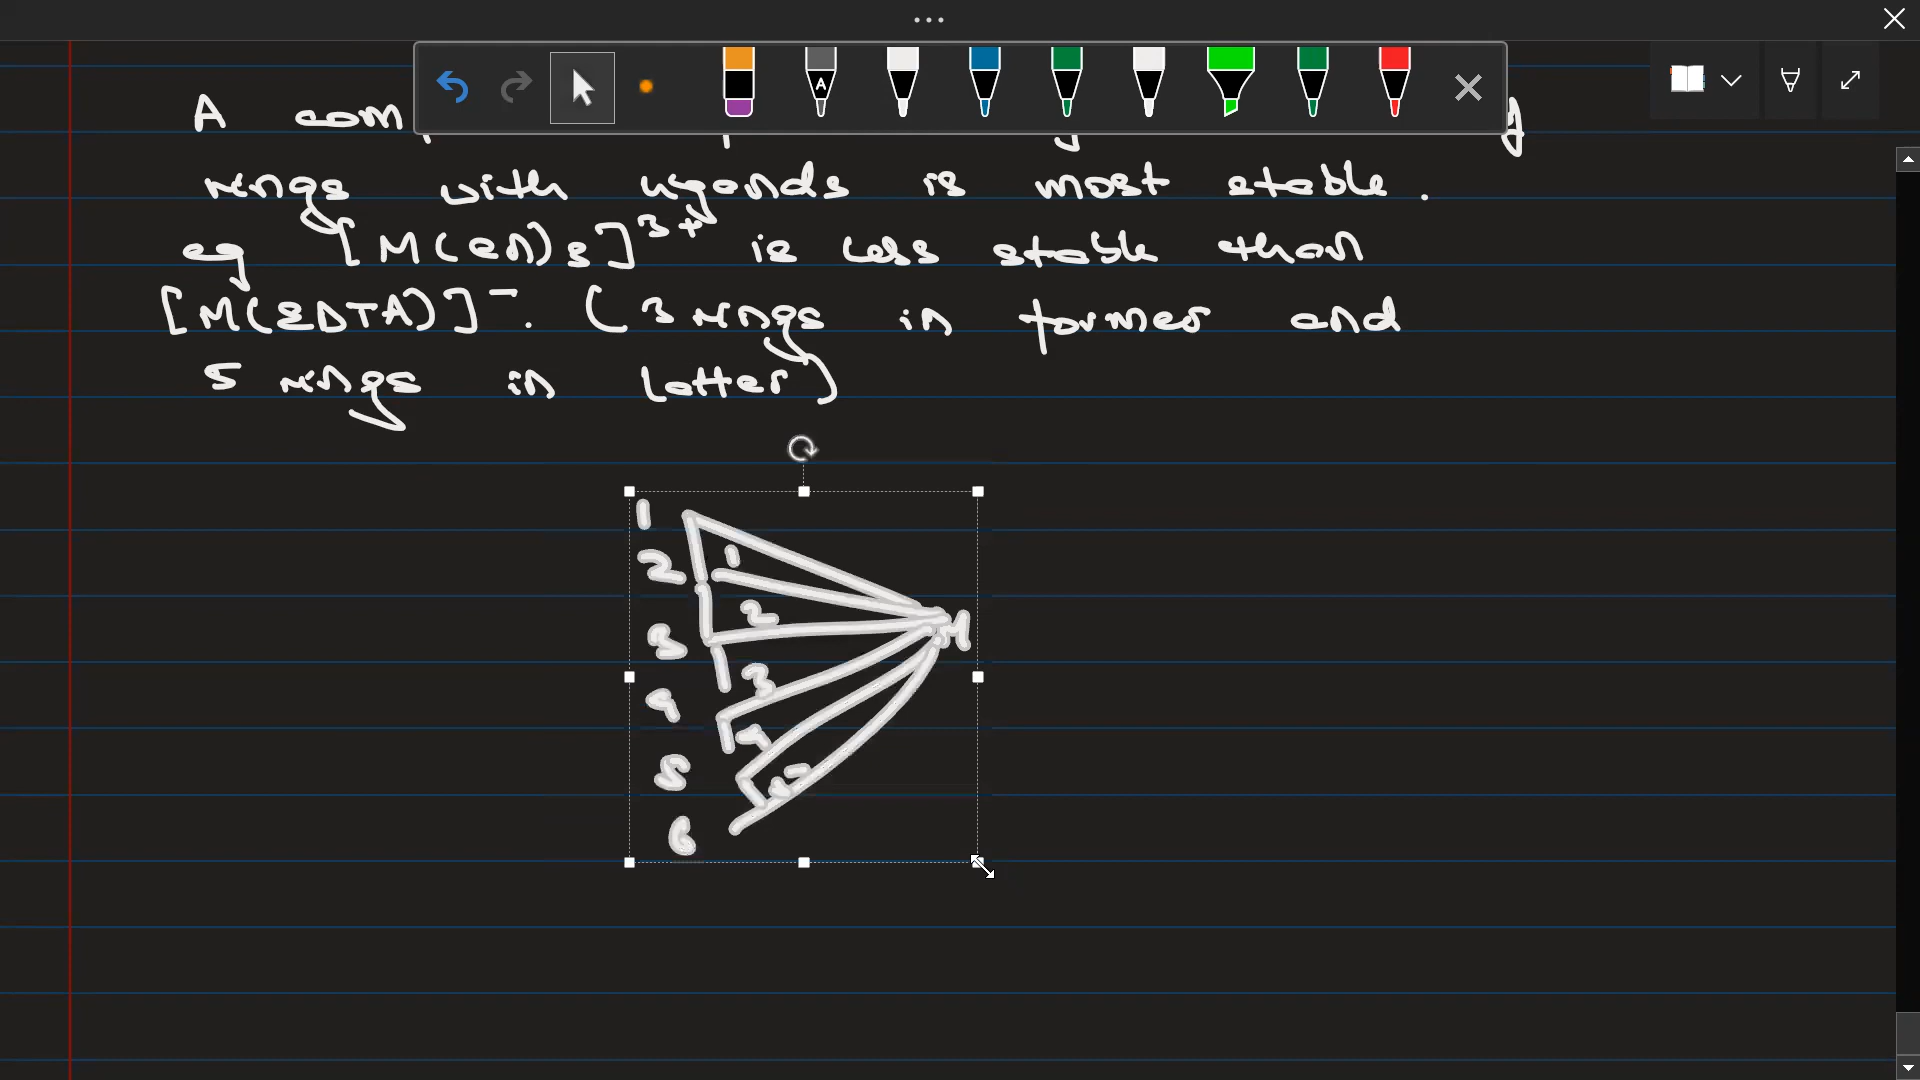 A com
rings with ligands is most stable.
eg [M(en)3]3+ is less stable than
[M(EDTA)]-. (3 rings in former and
5 rings in latter)
1
2 1
3 2
4 3
5 4
6 5
M
A